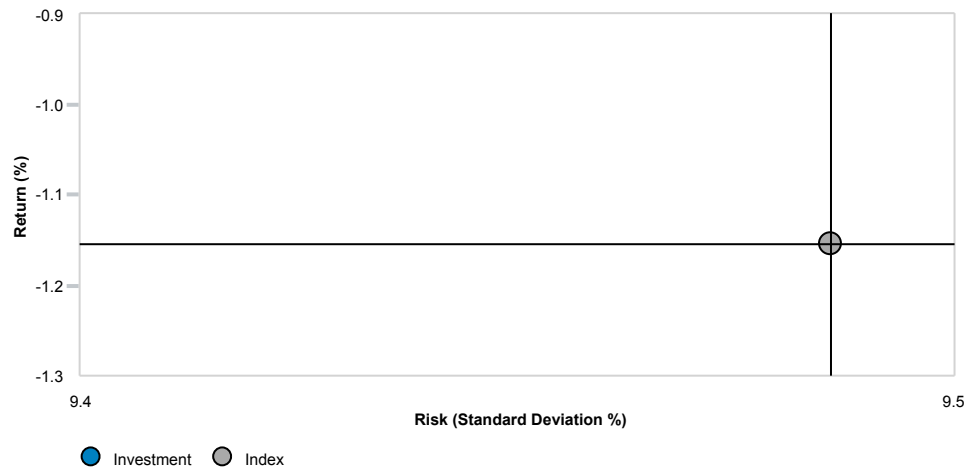 -0.9
-1.0
-1.1
-1.2
-1.3
Return (%)
9.4
9.5
Risk (Standard Deviation %)
Investment Index